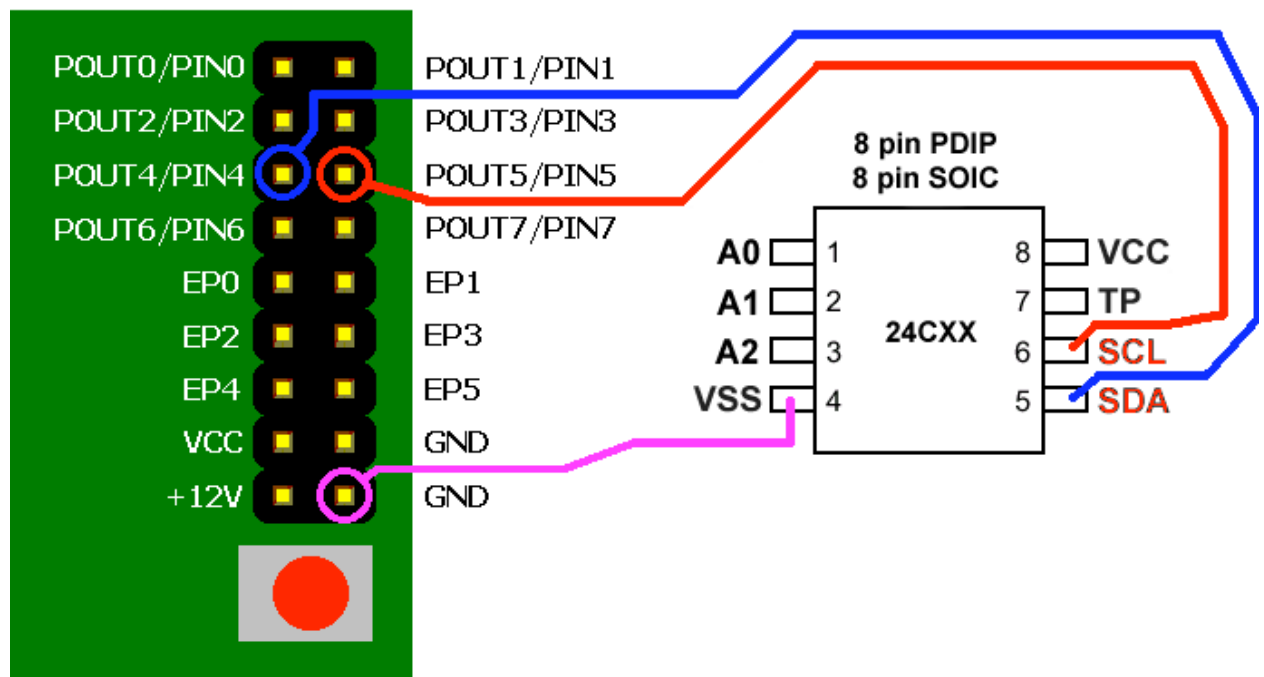 POUT0/PIN0 POUT1/PIN1
POUT2/PIN2 POUT3/PIN3
POUT4/PIN4 POUT5/PIN5
POUT6/PIN6 POUT7/PIN7
EP0 EP1
EP2 EP3
EP4 EP5
VCC GND
+12V GND
8 pin PDIP
8 pin SOIC
A0 1 8 VCC
A1 2 7 TP
24CXX
A2 3 6 SCL
VSS 4 5 SDA